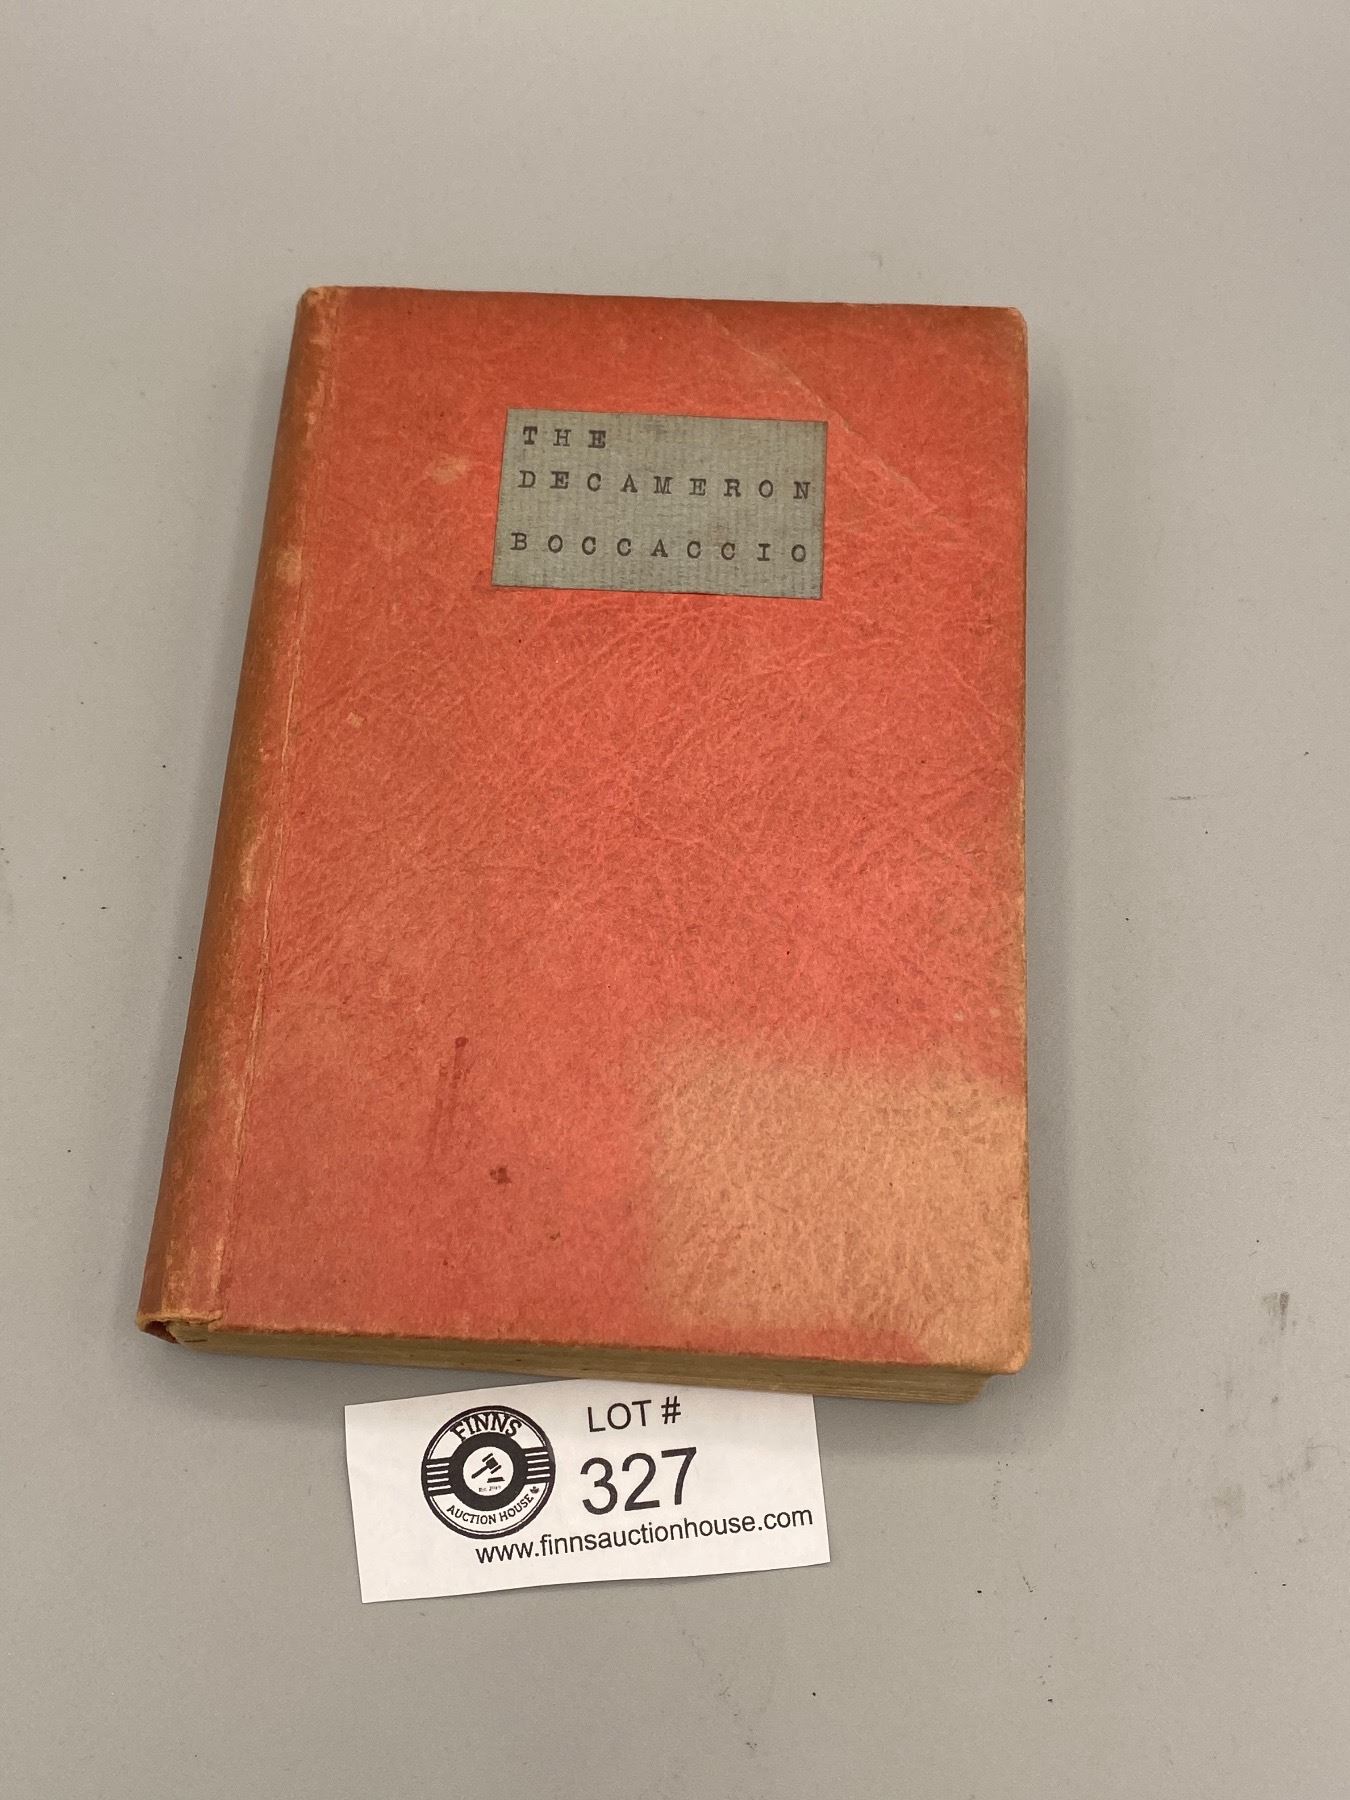 THE
DECAMERON
BOCCACCIO
FINNS
AUCTION HOUSE
LOT #
327
www.finnsauctionhouse.com